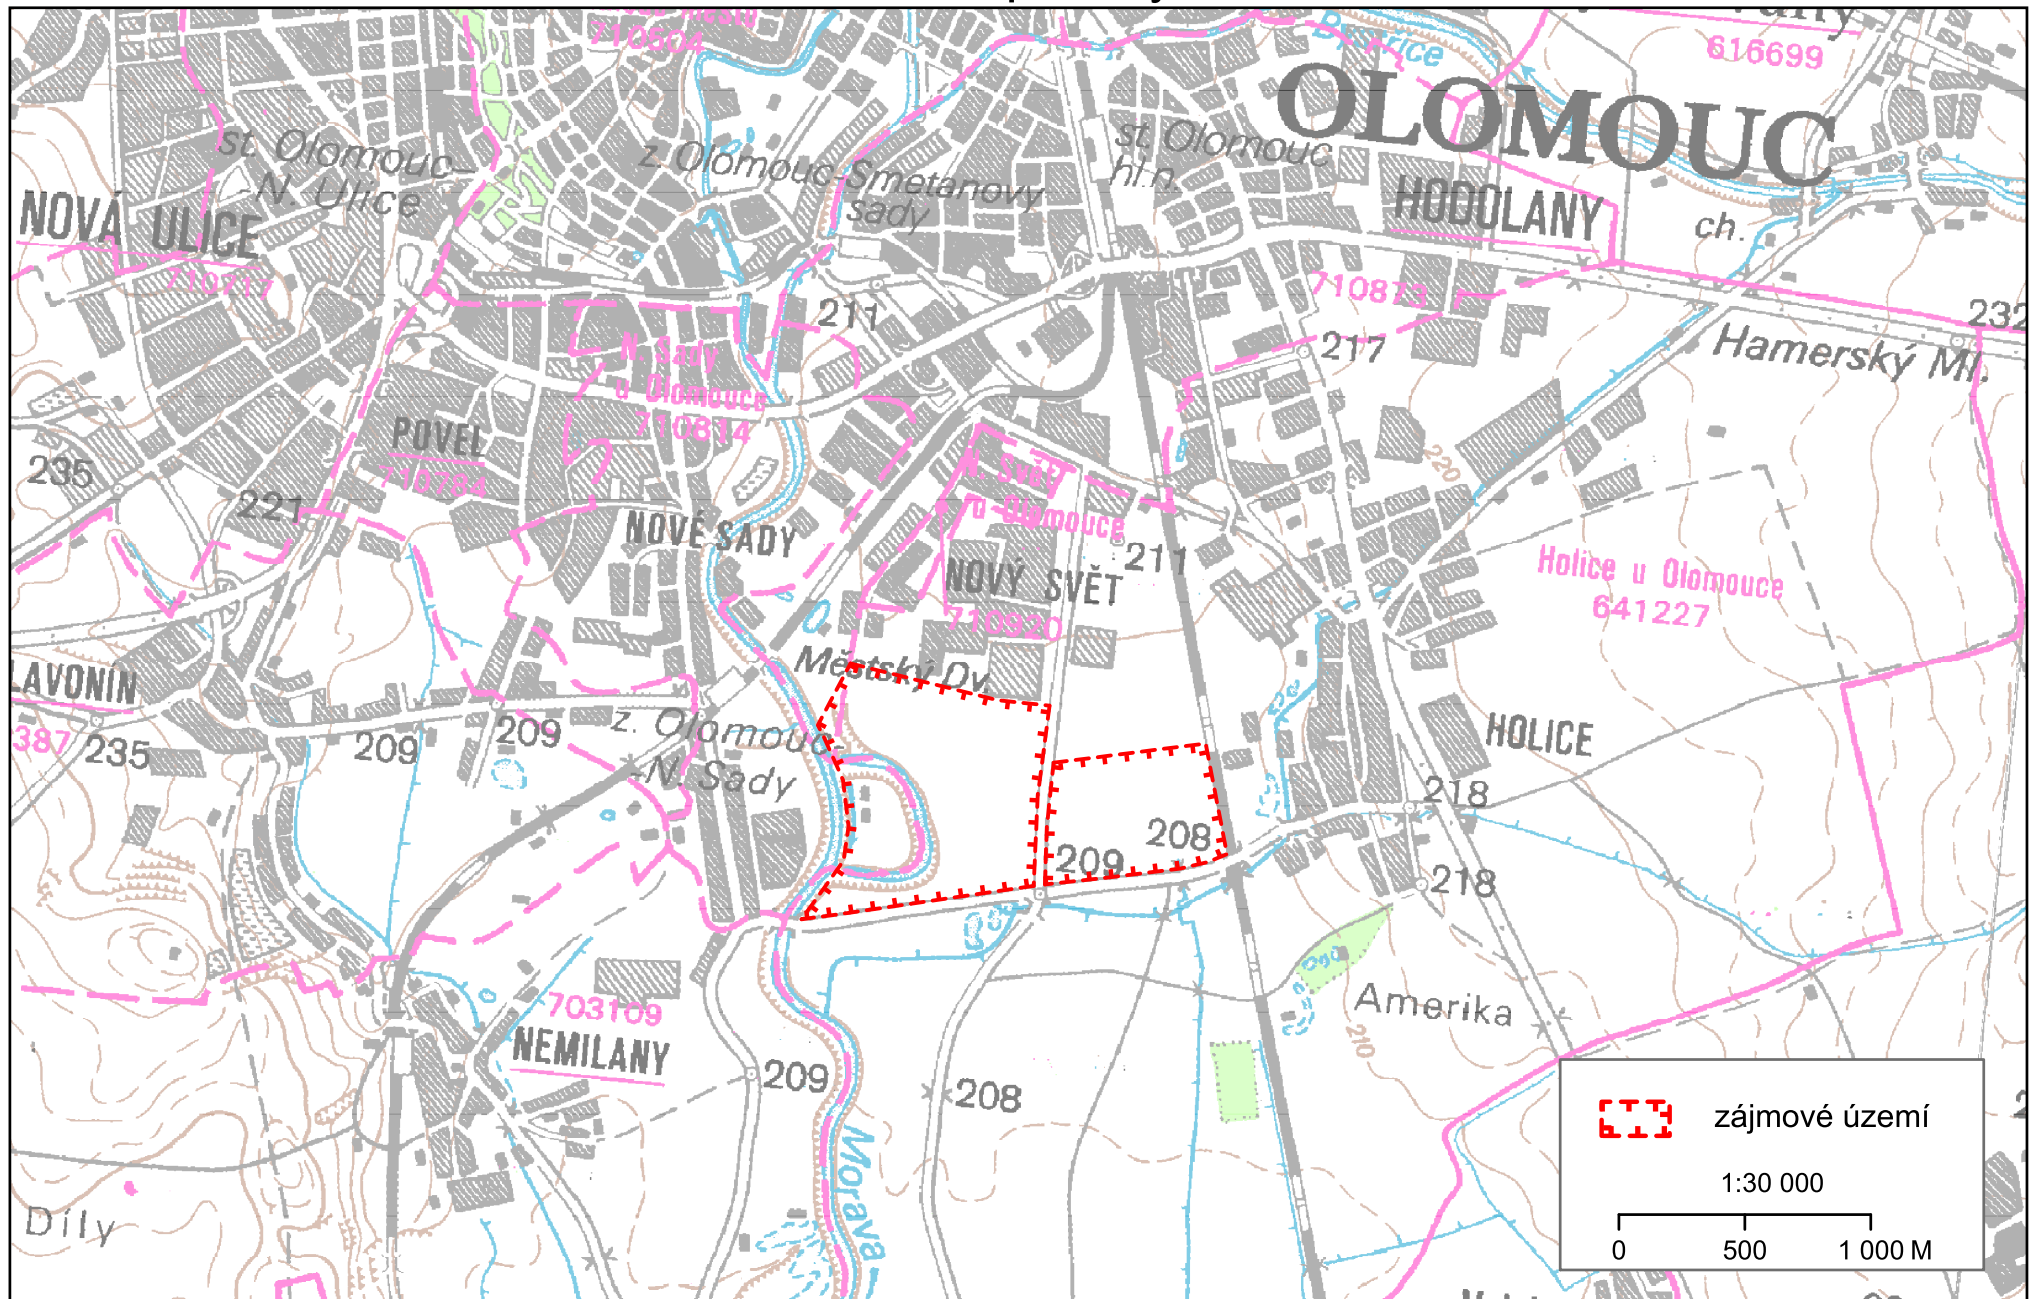 710604
Bystřice
616699
OLOMOUC
st. Olomouc-
-N. Ulice
z. Olomouc-Smetanovy
sady
st. Olomouc
hl.n.
HODOLANY
ch.
NOVÁ ULICE
710717
710873
211
232
N. Sady
u Olomouce
710814
217
Hamerský Ml.
POVEL
710784
235
221
220
N. Svět
u Olomouce
NOVÉ SADY
211
NOVÝ SVĚT
710920
Holice u Olomouce
641227
Městský Dv.
LAVONÍN
387
235
209
209
z. Olomouc-
-N. Sady
HOLICE
218
208
209
218
703109
NEMILANY
Amerika
210
209
208
Morava
Díly
zájmové území
1:30 000
0 500 1 000 M